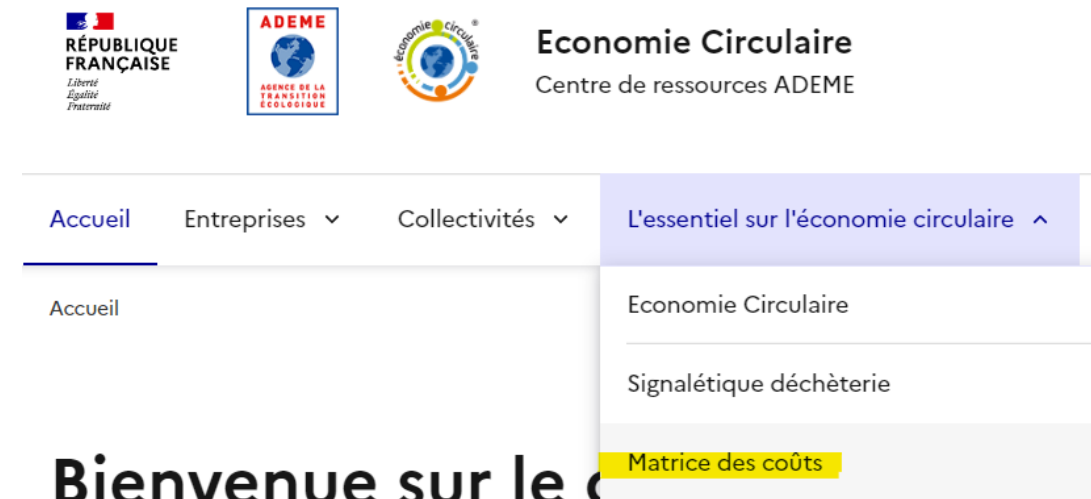 RÉPUBLIQUE
FRANÇAISE
Liberté
Égalité
Fraternité
ADEME
AGENCE DE LA
TRANSITION
ÉCOLOGIQUE
économie circulaire
Economie Circulaire
Centre de ressources ADEME
Accueil Entreprises Collectivités L'essentiel sur l'économie circulaire
Accueil
Economie Circulaire
Signalétique déchèterie
Matrice des coûts
Bienvenue sur le